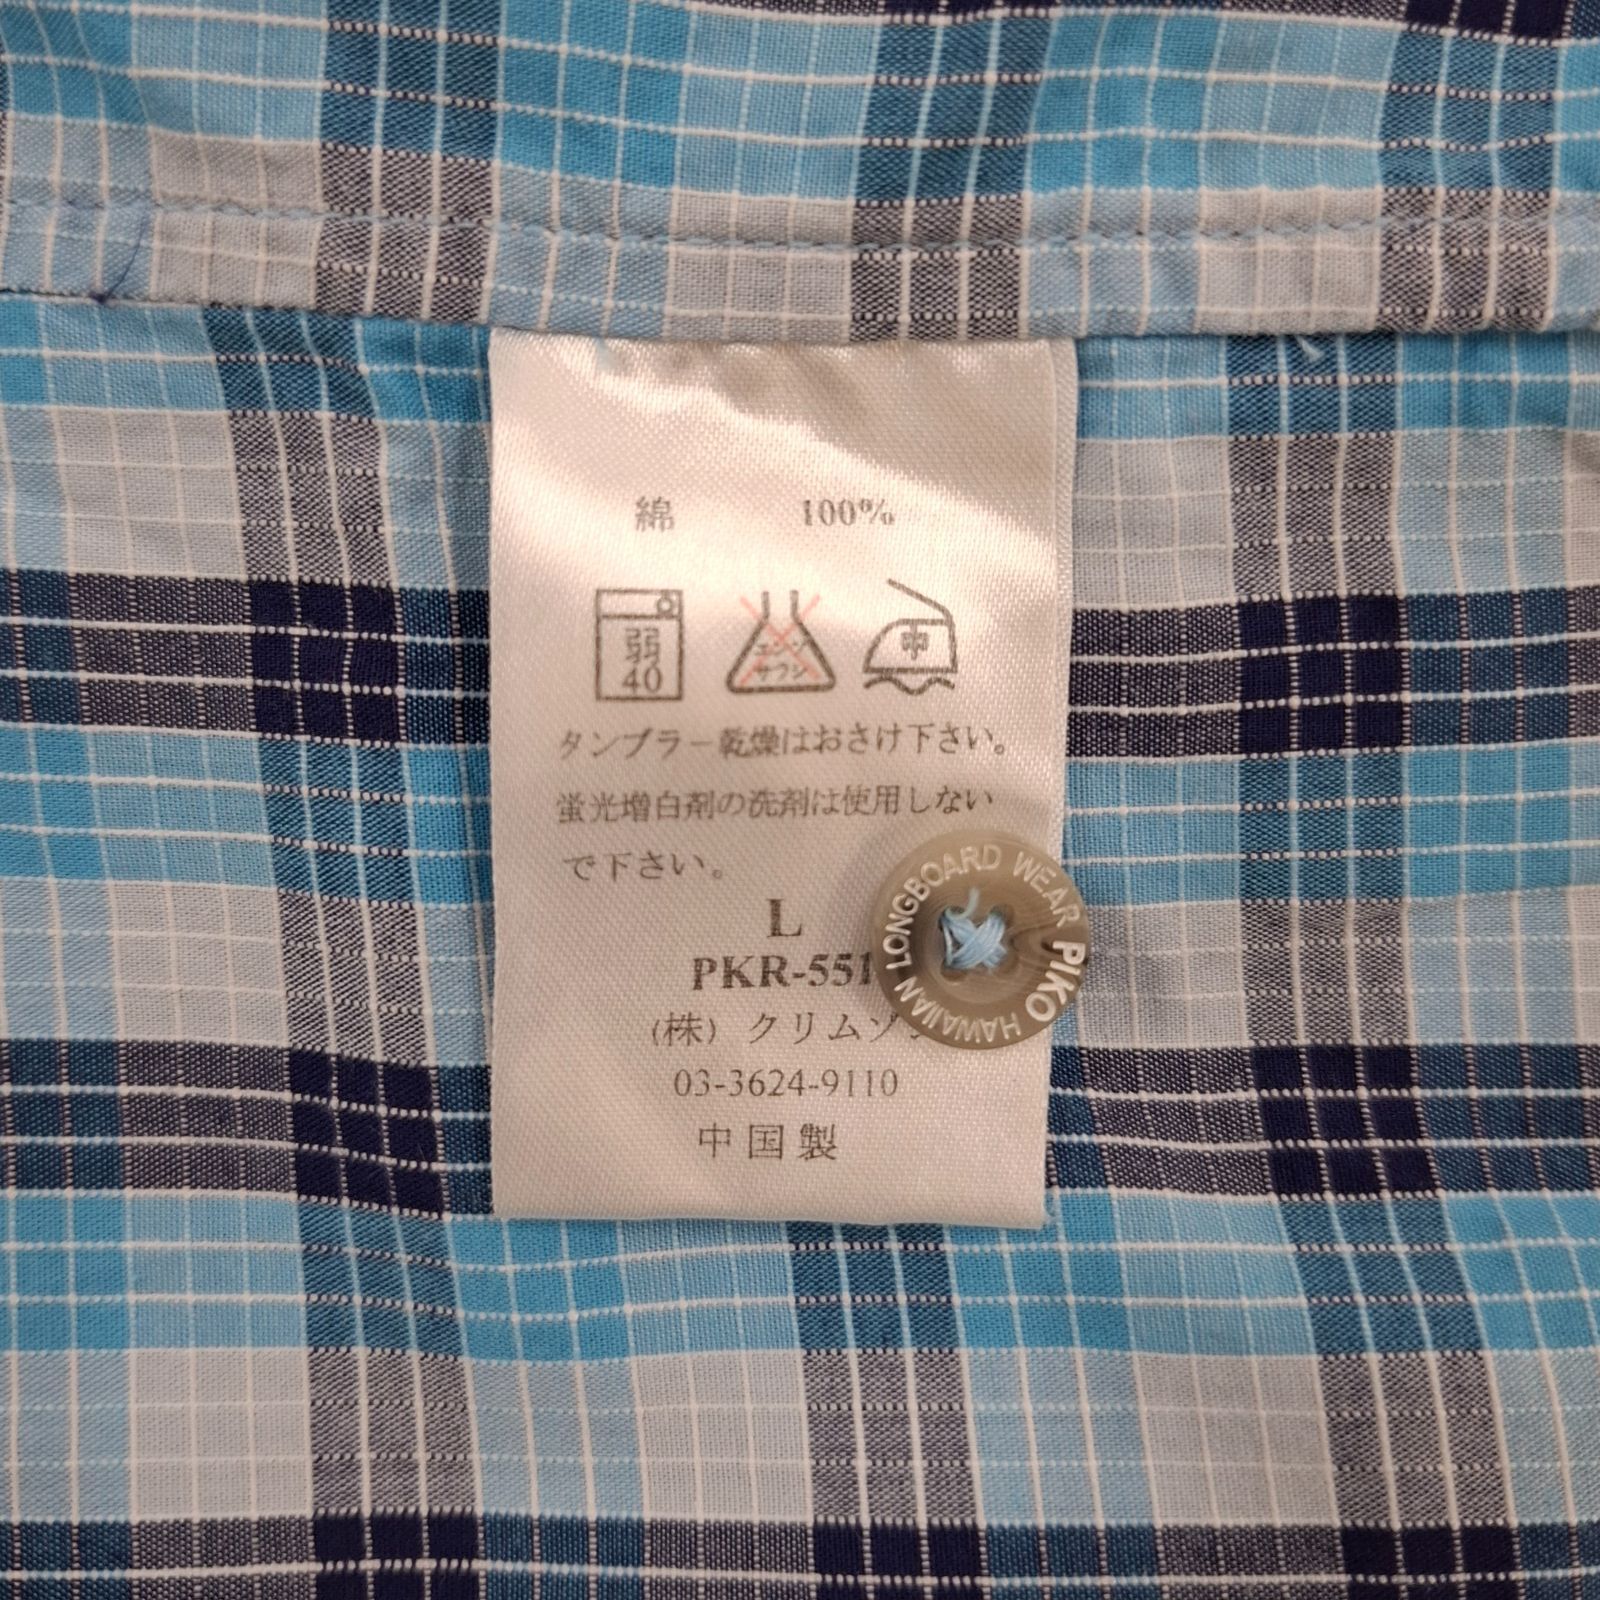 綿 100%
弱
40
エンソ
サラシ
中
タンブラー乾燥はおさけ下さい。
蛍光増白剤の洗剤は使用しない
で下さい。
L
PKR-551
(株) クリムゾン
03-3624-9110
中国製
PIKO HAWAIIAN LONGBOARD WEAR